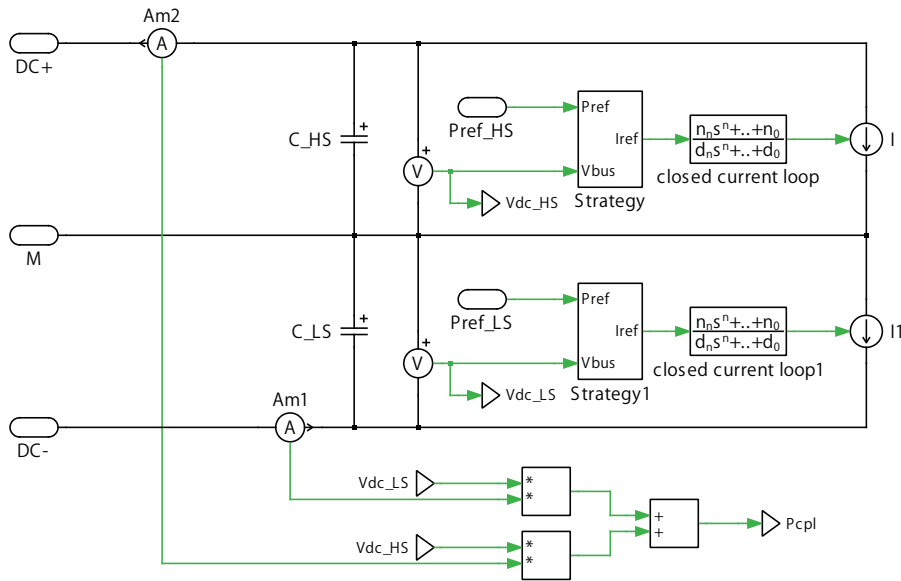 Am2
A
DC+
C_HS
+
+
V
Pref_HS
Pref
Iref
Vbus
Strategy
nₙsⁿ+..+n₀
dₙsⁿ+..+d₀
closed current loop
I
Vdc_HS
M
C_LS
+
+
V
Pref_LS
Pref
Iref
Vbus
Strategy1
nₙsⁿ+..+n₀
dₙsⁿ+..+d₀
closed current loop1
I1
Vdc_LS
Am1
A
DC-
Vdc_LS
*
*
Vdc_HS
*
*
+
+
Pcpl